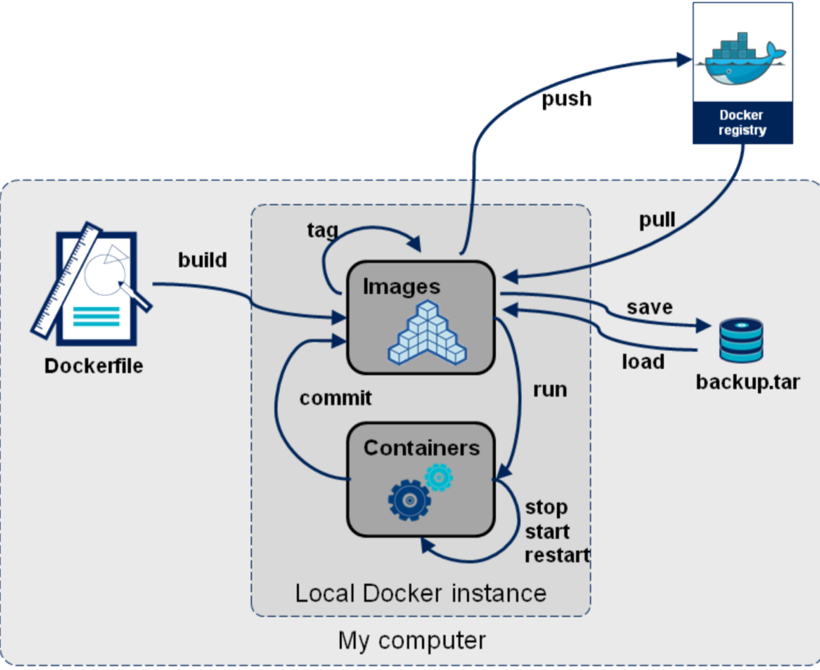 push
Docker
registry
pull
tag
build
Images
save
Dockerfile
load
backup.tar
commit
run
Containers
stop
start
restart
Local Docker instance
My computer